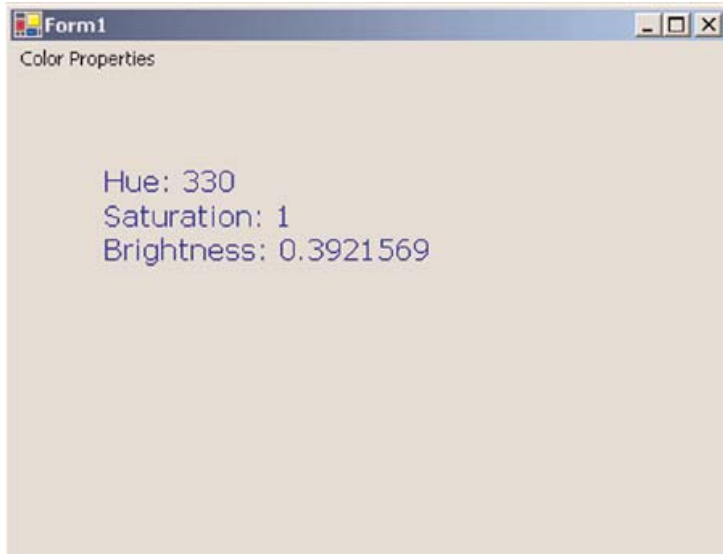 Form1
Color Properties
Hue: 330
Saturation: 1
Brightness: 0.3921569